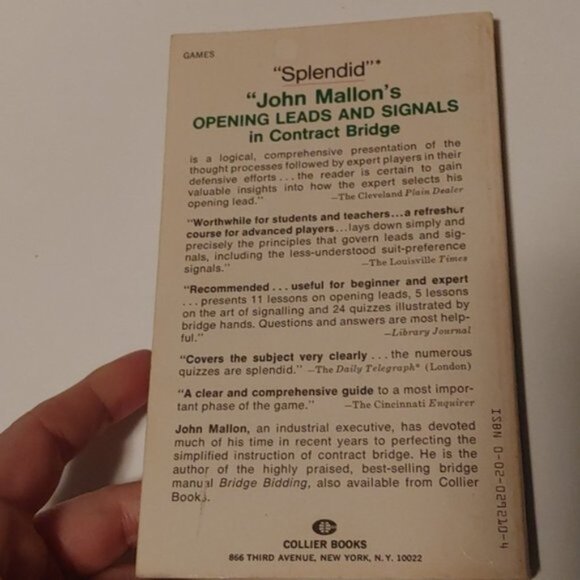 GAMES
"Splendid"*
"John Mallon's
OPENING LEADS AND SIGNALS
in Contract Bridge
is a logical, comprehensive presentation of the
thought processes followed by expert players in their
defensive efforts . . . the reader is certain to gain
valuable insights into how the expert selects his
opening lead." —The Cleveland Plain Dealer
"Worthwhile for students and teachers...a refresher
course for advanced players...lays down simply and
precisely the principles that govern leads and sig-
nals, including the less-understood suit-preference
signals." —The Louisville Times
"Recommended . . . useful for beginner and expert
. . . presents 11 lessons on opening leads, 5 lessons
on the art of signalling and 24 quizzes illustrated by
bridge hands. Questions and answers are most help-
ful." —Library Journal
"Covers the subject very clearly . . . the numerous
quizzes are splendid." —The Daily Telegraph* (London)
"A clear and comprehensive guide to a most impor-
tant phase of the game." —The Cincinnati Enquirer
John Mallon, an industrial executive, has devoted
much of his time in recent years to perfecting the
simplified instruction of contract bridge. He is the
author of the highly praised, best-selling bridge
manual Bridge Bidding, also available from Collier
Books.
COLLIER BOOKS
866 THIRD AVENUE, NEW YORK, N. Y. 10022
ISBN 0-02-029210-4